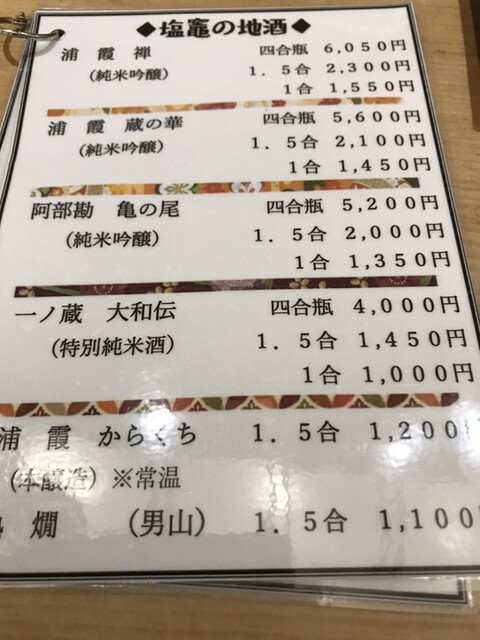 ◆塩竈の地酒◆
浦 霞 禅 四合瓶 6,050円
(純米吟醸) 1.5合 2,300円
1合 1,550円
浦 霞 蔵の華 四合瓶 5,600円
(純米吟醸) 1.5合 2,100円
1合 1,450円
阿部勘 亀の尾 四合瓶 5,200円
(純米吟醸) 1.5合 2,000円
1合 1,350円
一ノ蔵 大和伝 四合瓶 4,000円
(特別純米酒) 1.5合 1,450円
1合 1,000円
浦 霞 からくち 1.5合 1,200円
(本醸造) ※常温
燗 (男山) 1.5合 1,100